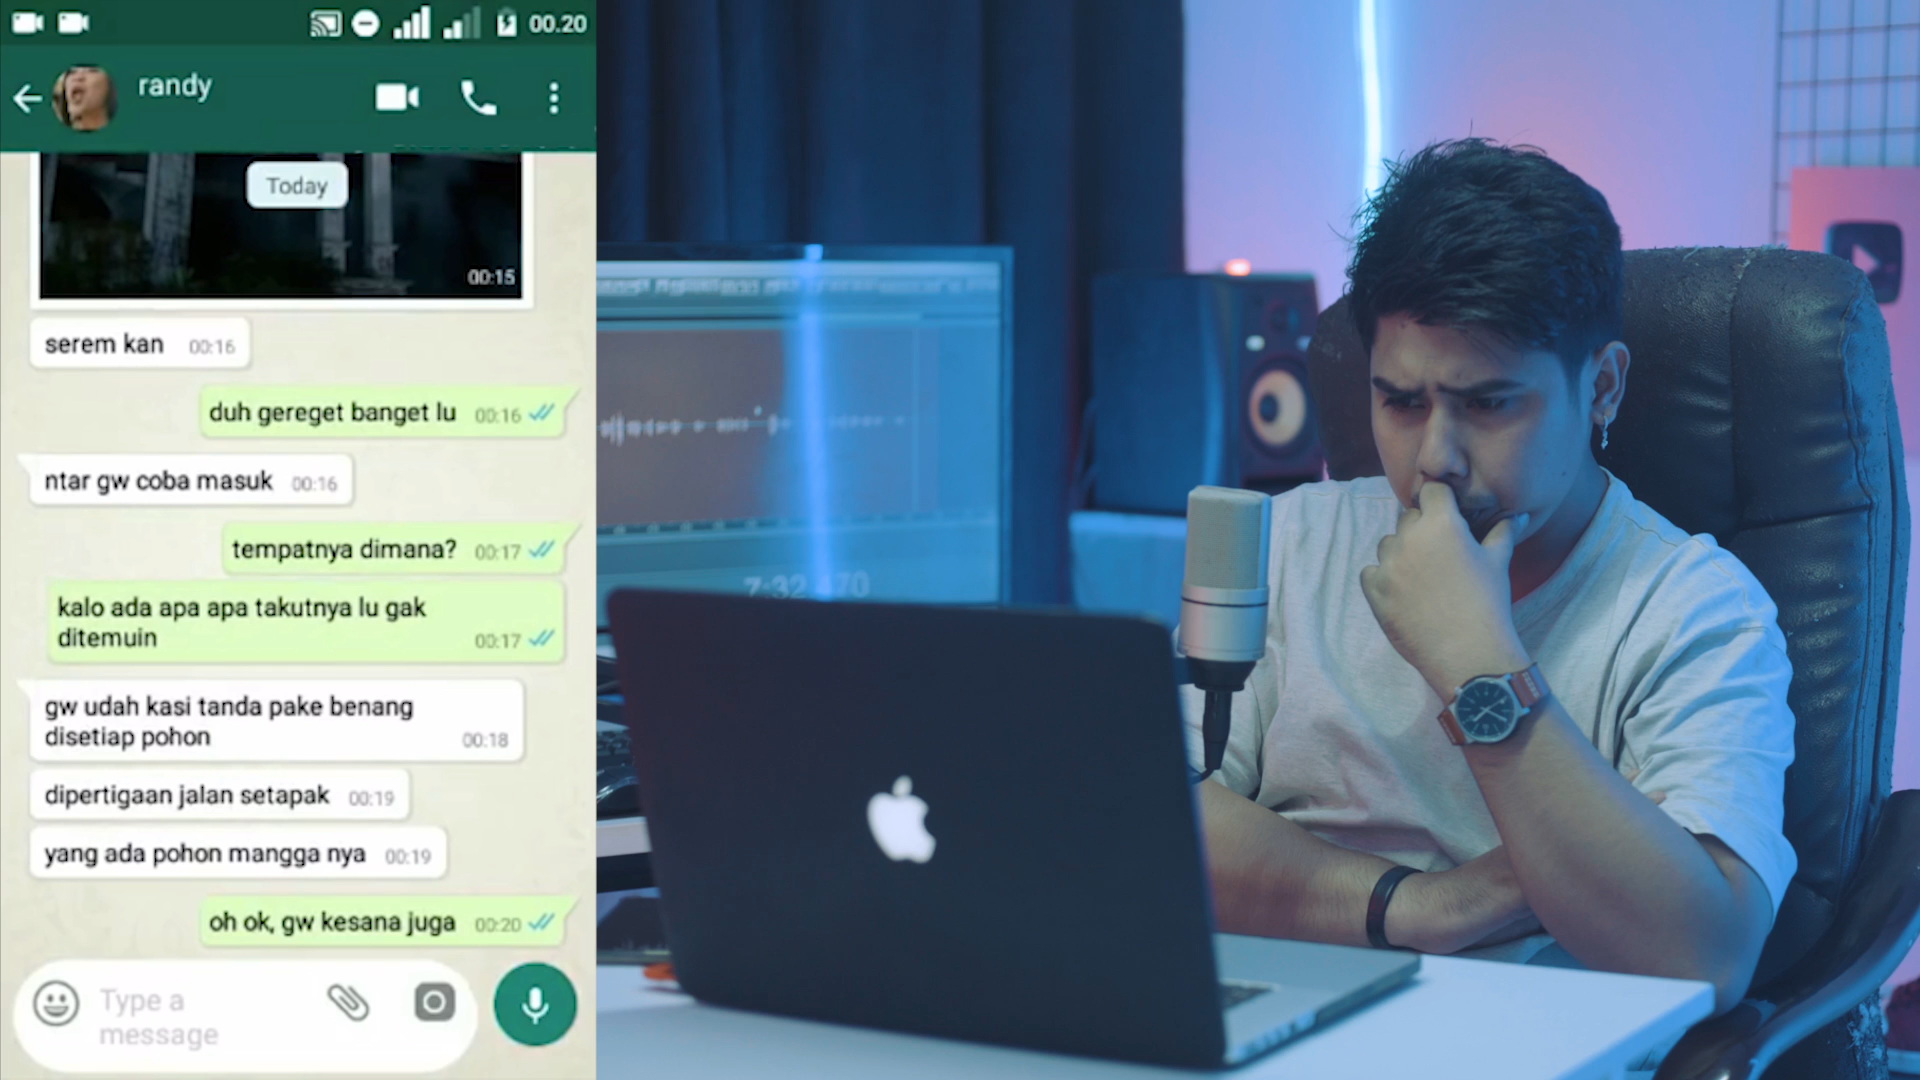 00.20
randy
Today
00:15
serem kan 00:16
duh gereget banget lu 00:16
ntar gw coba masuk 00:16
tempatnya dimana? 00:17
kalo ada apa apa takutnya lu gak
ditemuin 00:17
gw udah kasi tanda pake benang
disetiap pohon 00:18
dipertigaan jalan setapak 00:19
yang ada pohon mangga nya 00:19
oh ok, gw kesana juga 00:20
Type a
message